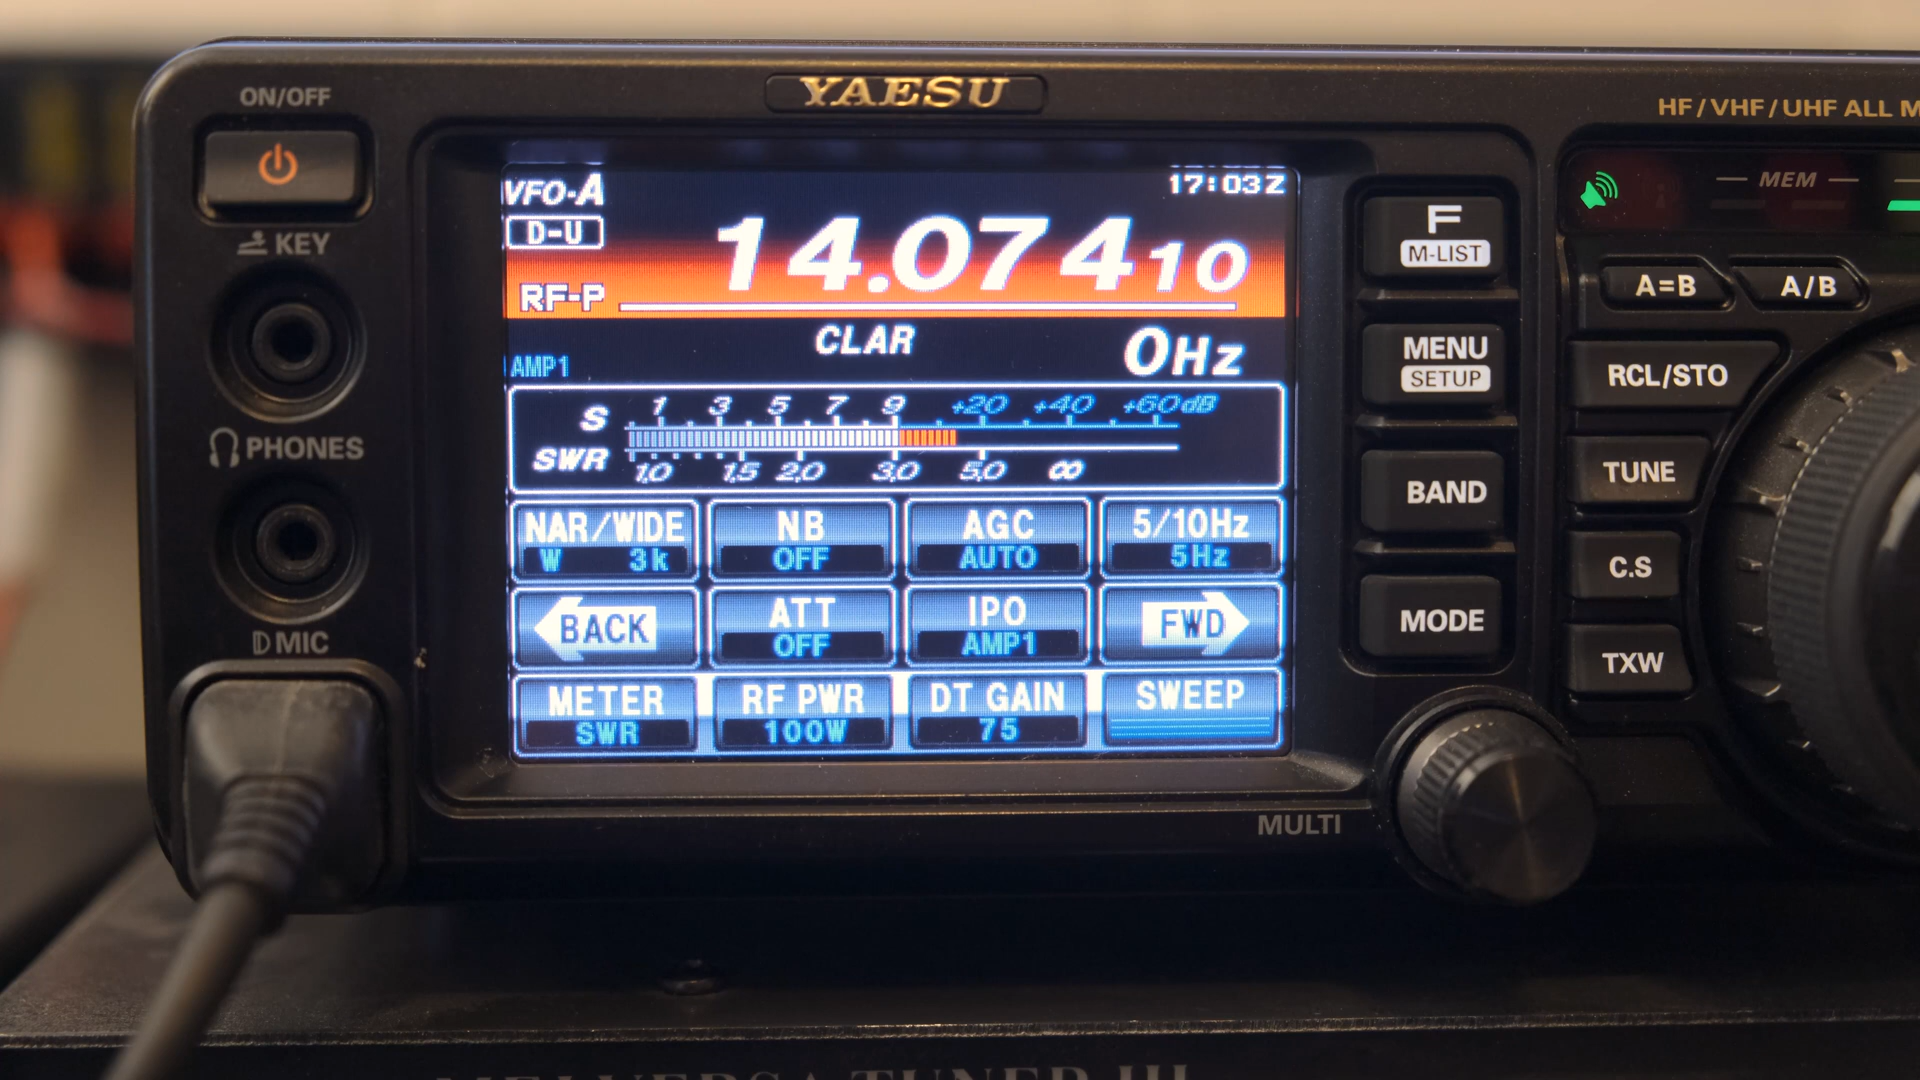 YAESU
HF/VHF/UHF ALL M
ON/OFF
KEY
PHONES
MIC
VFO-A
17:03Z
D-U
14.07410
RF-P
CLAR
0Hz
AMP1
S 1 3 5 7 9 +20 +40 +60dB
SWR 1.0 1.5 2.0 3.0 5.0 ∞
NAR/WIDE NB AGC 5/10Hz
W 3k OFF AUTO 5Hz
BACK ATT IPO FWD
OFF AMP1
METER RF PWR DT GAIN SWEEP
SWR 100W 75
F
M-LIST
MENU
SETUP
BAND
MODE
MULTI
MEM
A=B A/B
RCL/STO
TUNE
C.S
TXW
TUNER III